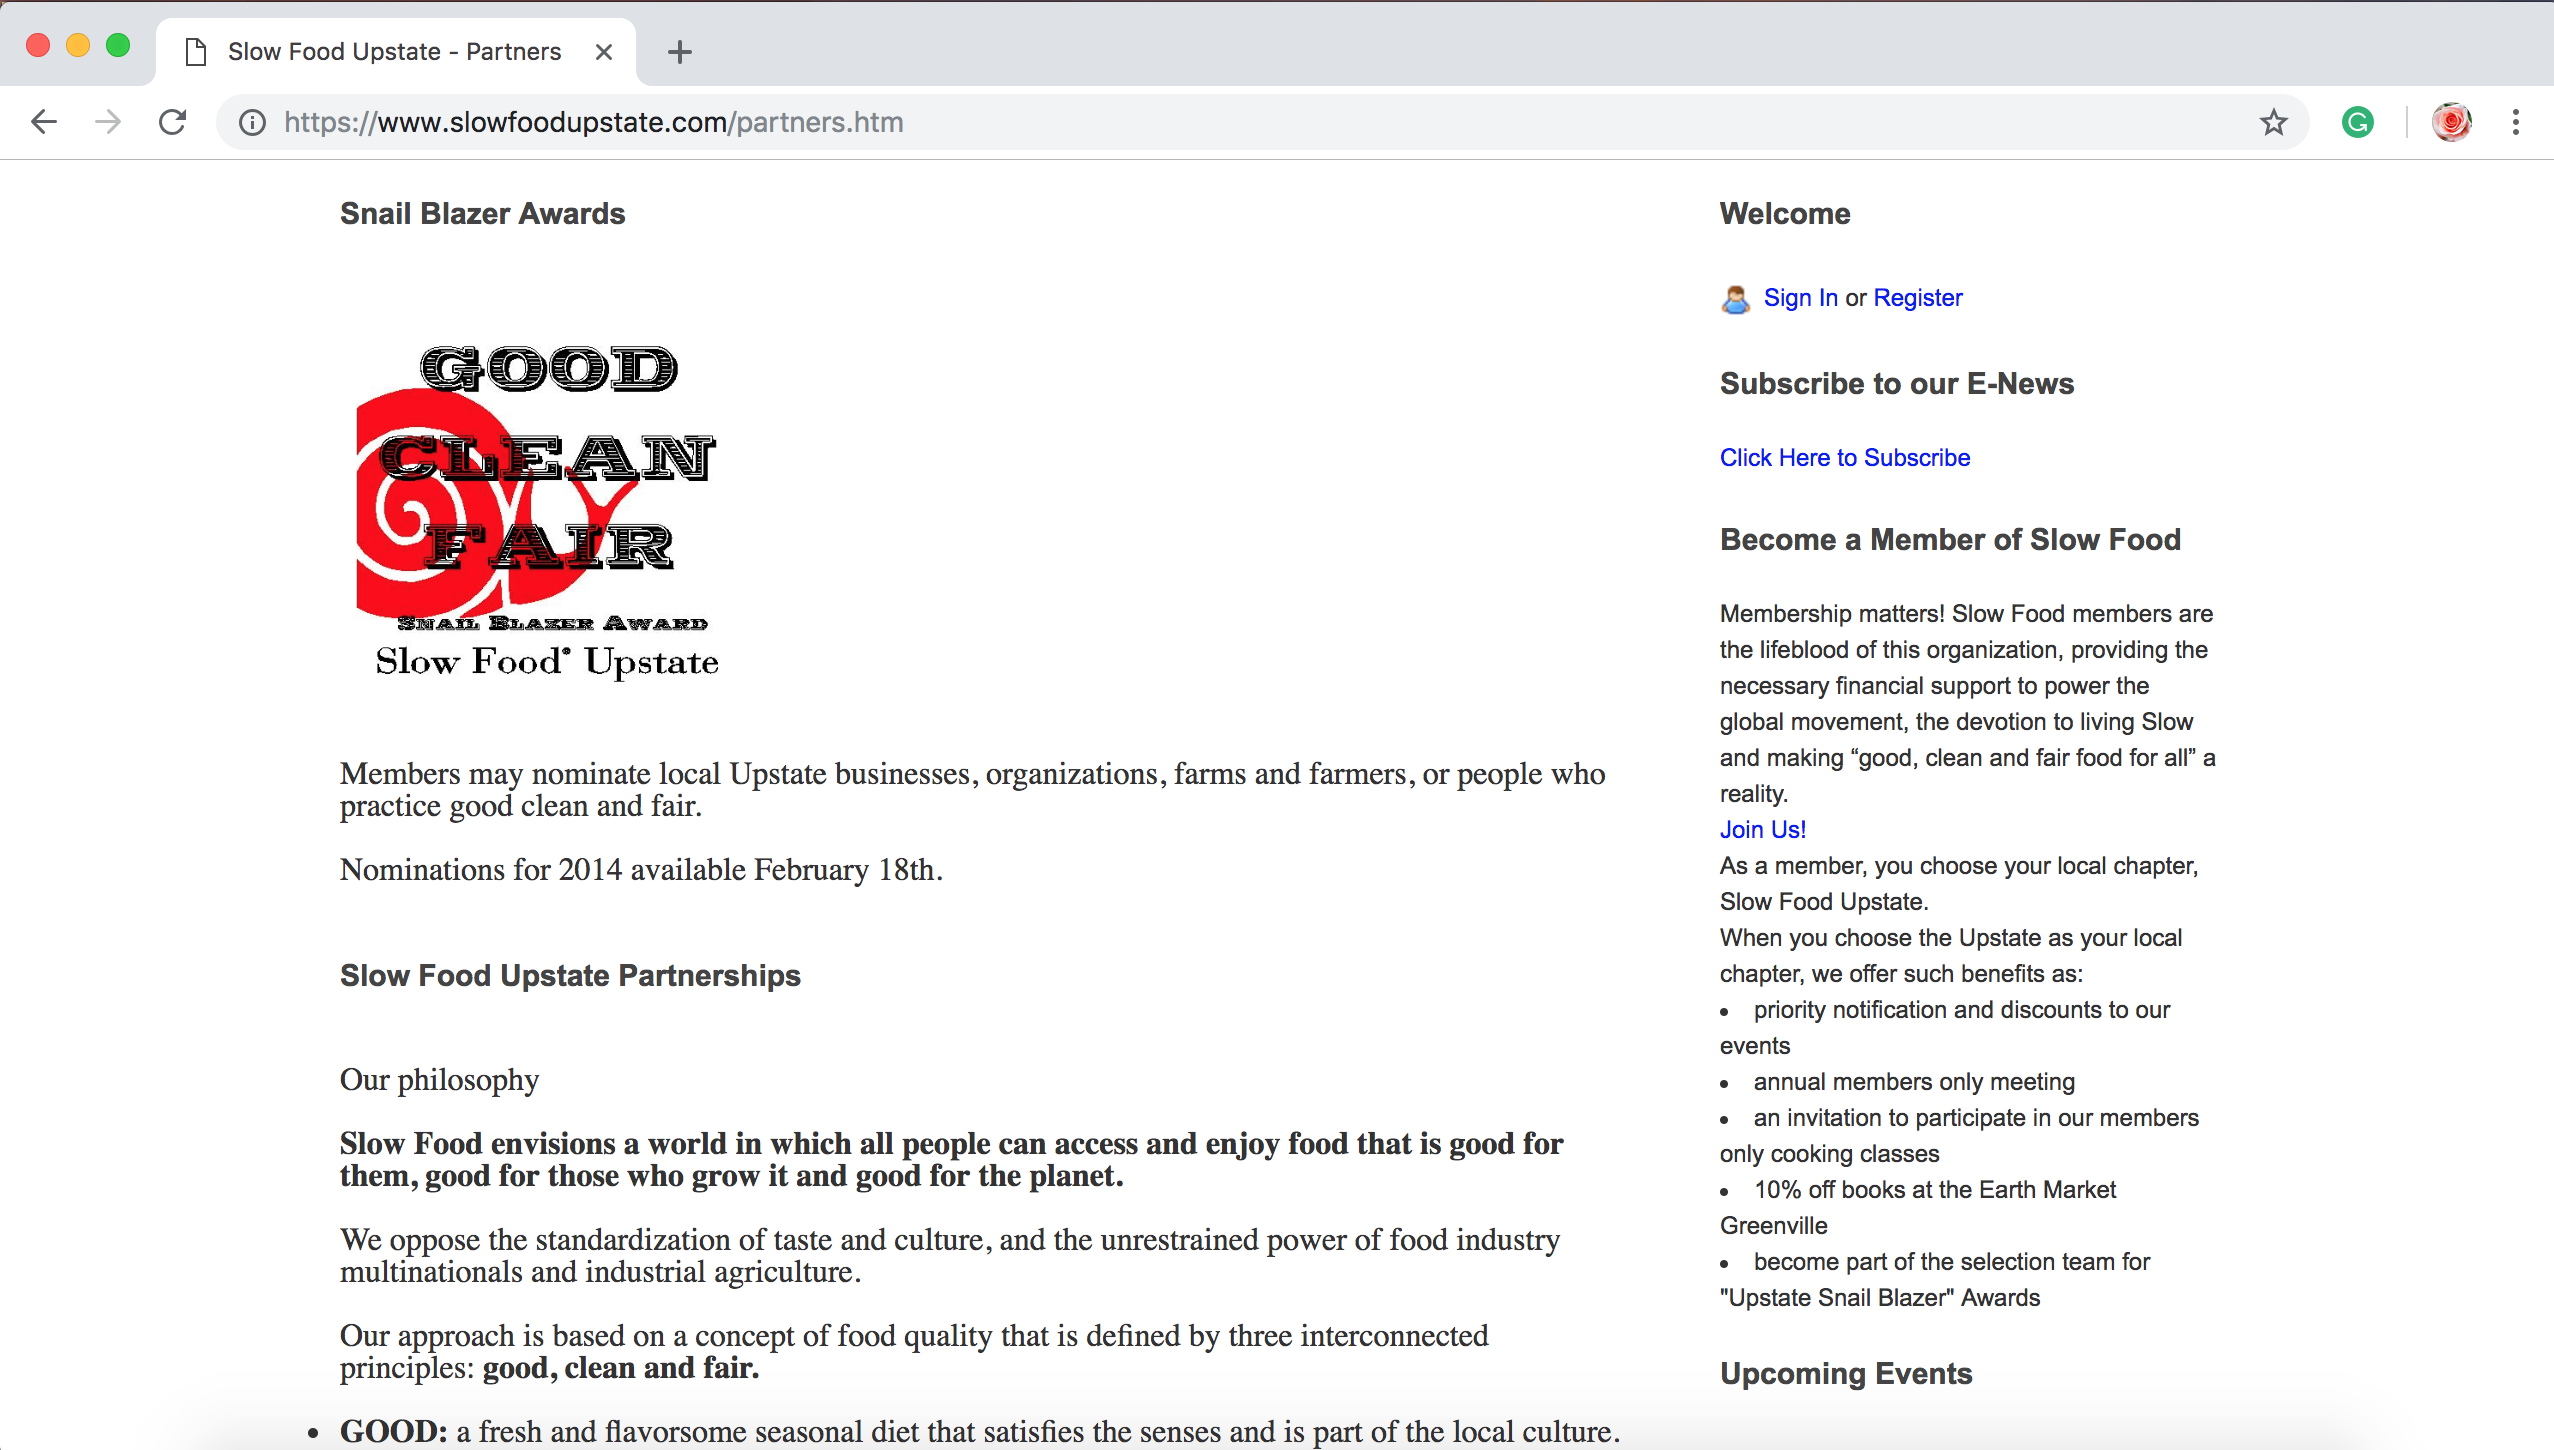 Slow Food Upstate - Partners
https://www.slowfoodupstate.com/partners.htm
Snail Blazer Awards
GOOD
CLEAN
FAIR
Snail Blazer Award
Slow Food® Upstate
Members may nominate local Upstate businesses, organizations, farms and farmers, or people who
practice good clean and fair.
Nominations for 2014 available February 18th.
Slow Food Upstate Partnerships
Our philosophy
Slow Food envisions a world in which all people can access and enjoy food that is good for
them, good for those who grow it and good for the planet.
We oppose the standardization of taste and culture, and the unrestrained power of food industry
multinationals and industrial agriculture.
Our approach is based on a concept of food quality that is defined by three interconnected
principles: good, clean and fair.
• GOOD: a fresh and flavorsome seasonal diet that satisfies the senses and is part of the local culture.
Welcome
Sign In or Register
Subscribe to our E-News
Click Here to Subscribe
Become a Member of Slow Food
Membership matters! Slow Food members are
the lifeblood of this organization, providing the
necessary financial support to power the
global movement, the devotion to living Slow
and making “good, clean and fair food for all” a
reality.
Join Us!
As a member, you choose your local chapter,
Slow Food Upstate.
When you choose the Upstate as your local
chapter, we offer such benefits as:
• priority notification and discounts to our
events
• annual members only meeting
• an invitation to participate in our members
only cooking classes
• 10% off books at the Earth Market
Greenville
• become part of the selection team for
"Upstate Snail Blazer" Awards
Upcoming Events